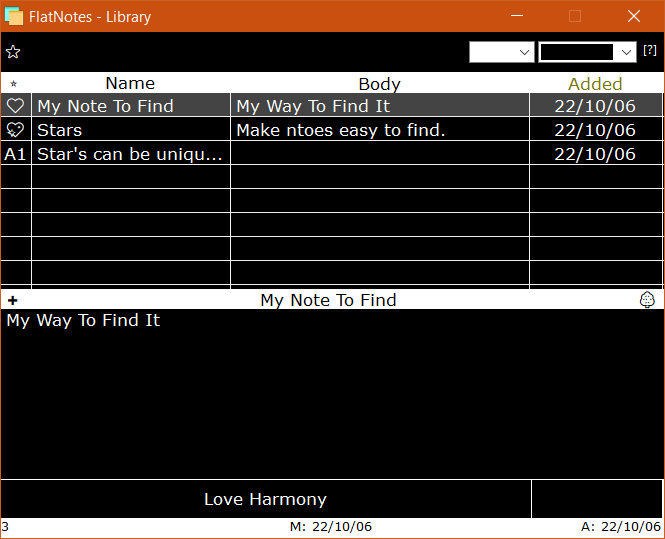 FlatNotes - Library
[?]
Name Body Added
My Note To Find My Way To Find It 22/10/06
Stars Make ntoes easy to find. 22/10/06
A1 Star's can be uniqu... 22/10/06
+ My Note To Find
My Way To Find It
Love Harmony
3 M: 22/10/06 A: 22/10/06